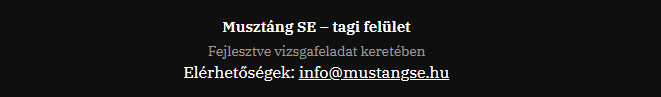 Musztáng SE – tagi felület
Fejlesztve vizsgafeladat keretében
Elérhetőségek: info@mustangse.hu